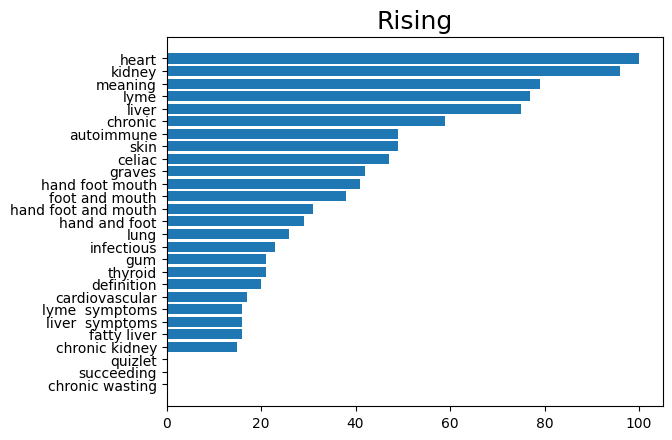 Rising
heart
kidney
meaning
lyme
liver
chronic
autoimmune
skin
celiac
graves
hand foot mouth
foot and mouth
hand foot and mouth
hand and foot
lung
infectious
gum
thyroid
definition
cardiovascular
lyme  symptoms
liver  symptoms
fatty liver
chronic kidney
quizlet
succeeding
chronic wasting
0 20 40 60 80 100